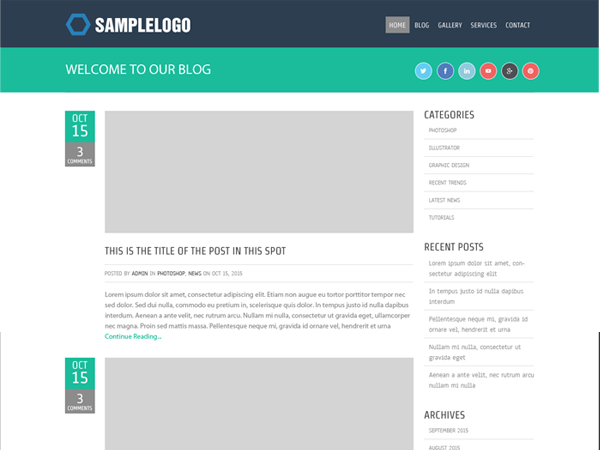 SAMPLELOGO
HOME BLOG GALLERY SERVICES CONTACT
WELCOME TO OUR BLOG
OCT
15
3
COMMENTS
THIS IS THE TITLE OF THE POST IN THIS SPOT
POSTED BY ADMIN IN PHOTOSHOP, NEWS ON OCT 15, 2015
Lorem ipsum dolor sit amet, consectetur adipiscing elit. Etiam non augue eu tortor porttitor tempor nec
sed dolor. Sed dui nulla, commodo eu pretium in, scelerisque quis dolor. In tempus justo id nulla dapibus
interdum. Aenean a ante velit, nec rutrum arcu. Nullam mi nulla, consectetur ut gravida eget, ullamcorper
nec magna. Proin sed mattis massa. Pellentesque neque mi, gravida id ornare vel, hendrerit et urna
Continue Reading...
OCT
15
3
COMMENTS
CATEGORIES
PHOTOSHOP
ILLUSTRATOR
GRAPHIC DESIGN
RECENT TRENDS
LATEST NEWS
TUTORIALS
RECENT POSTS
Lorem ipsum dolor sit amet, con-
sectetur adipiscing elit
In tempus justo id nulla dapibus
interdum
Pellentesque neque mi, gravida id
ornare vel, hendrerit et urna
Nullam mi nulla, consectetur ut
gravida eget
Aenean a ante velit, nec rutrum arcu
nullam mi nulla
ARCHIVES
SEPTEMBER 2015
AUGUST 2015